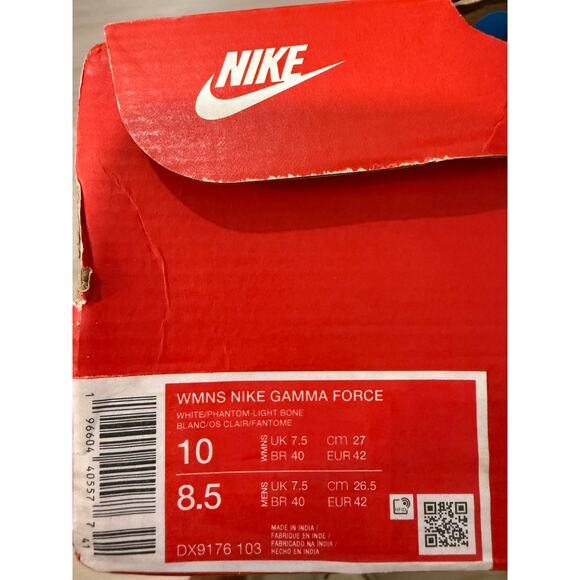 NIKE
WMNS NIKE GAMMA FORCE
WHITE/PHANTOM-LIGHT BONE
BLANC/OS CLAIR/FANTOME
10 WMNS UK 7.5 cm 27
BR 40 EUR 42
8.5 MENS UK 7.5 cm 26.5
BR 40 EUR 42
MADE IN INDIA /
FABRIQUE EN INDE /
FABRICADO NA ÍNDIA /
DX9176 103 HECHO EN INDIA
RFID
1 96604 40557 7 41